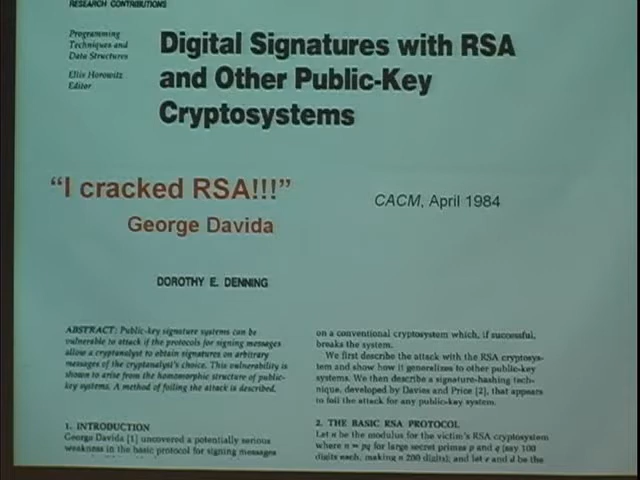 RESEARCH CONTRIBUTIONS
Programming
Techniques and
Data Structures
Ellis Horowitz
Editor
Digital Signatures with RSA
and Other Public-Key
Cryptosystems
“I cracked RSA!!!”
George Davida
CACM, April 1984
DOROTHY E. DENNING
ABSTRACT: Public-key signature systems can be
vulnerable to attack if the protocols for signing messages
allow a cryptanalyst to obtain signatures on arbitrary
messages of the cryptanalyst's choice. This vulnerability is
shown to arise from the homomorphic structure of public-
key systems. A method of foiling the attack is described.
1. INTRODUCTION
George Davida [1] uncovered a potentially serious
weakness in the basic protocol for signing messages
on a conventional cryptosystem which, if successful,
breaks the system.
We first describe the attack with the RSA cryptosys-
tem and show how it generalizes to other public-key
systems. We then describe a signature-hashing tech-
nique, developed by Davies and Price [2], that appears
to foil the attack for any public-key system.
2. THE BASIC RSA PROTOCOL
Let n be the modulus for the victim's RSA cryptosystem
where n = pq for large secret primes p and q (say 100
digits each, making n 200 digits); and let e and d be the